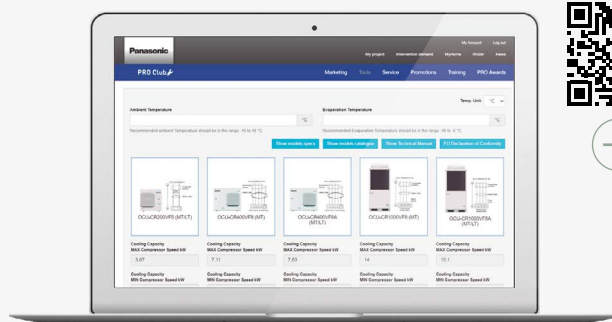 Panasonic
My Account Log out
My project Intervention demand MyHome Finder News
PRO Club
Marketing Tools Service Promotions Training PRO Awards
Temp. Unit °C
Ambient Temperature Evaporation Temperature
°C °C
Recommended ambient Temperature should be in the range Recommended Evaporation Temperature should be in the range
Show models specs Show models catalogue Show Technical Manual EU Declaration of Conformity
OCU-CR200VF5 (MT/LT) OCU-CR400VF8 (MT) OCU-CR400VF8A (MT/LT) OCU-CR1000VF8 (MT) OCU-CR1000VF8A (MT/LT)
Cooling Capacity Cooling Capacity Cooling Capacity Cooling Capacity Cooling Capacity
MAX Compressor Speed kW MAX Compressor Speed kW MAX Compressor Speed kW MAX Compressor Speed kW MAX Compressor Speed kW
3.67 7.11 7.63 14 15.1
Cooling Capacity Cooling Capacity Cooling Capacity Cooling Capacity Cooling Capacity
MIN Compressor Speed kW MIN Compressor Speed kW MIN Compressor Speed kW MIN Compressor Speed kW MIN Compressor Speed kW